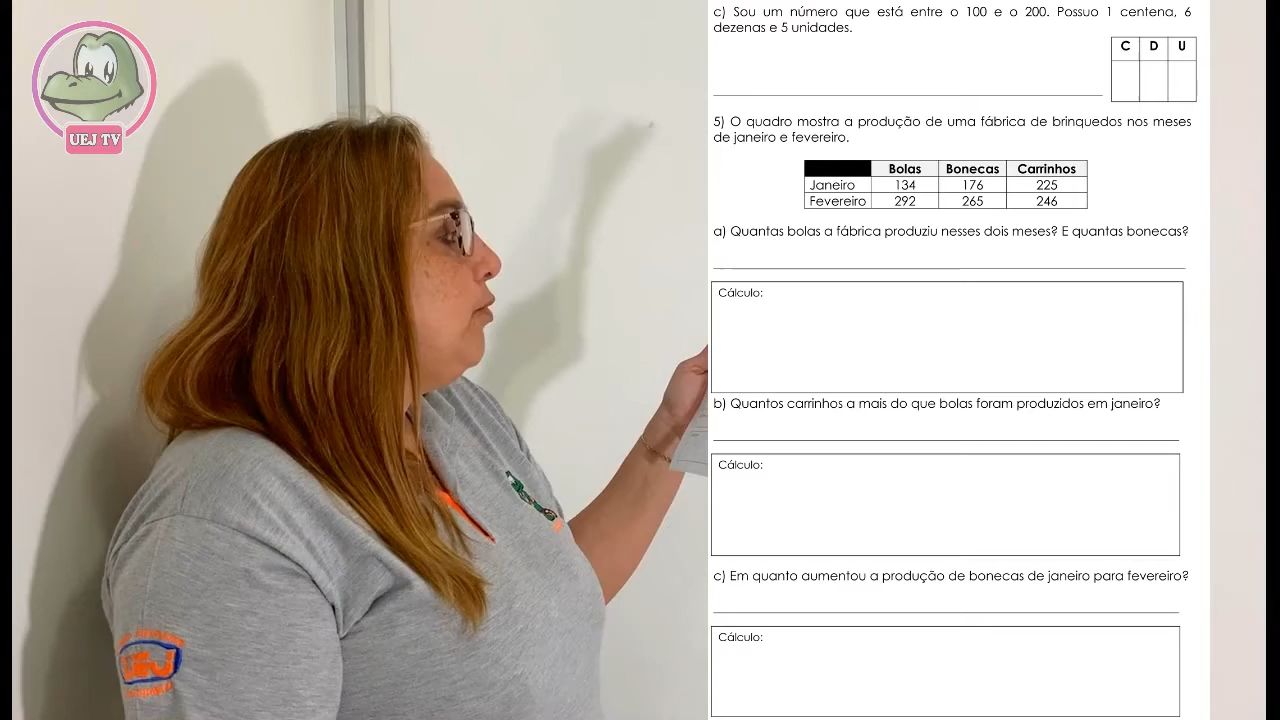 UEJ TV
c) Sou um número que está entre o 100 e o 200. Possuo 1 centena, 6
dezenas e 5 unidades.
C D U
5) O quadro mostra a produção de uma fábrica de brinquedos nos meses
de janeiro e fevereiro.
Bolas Bonecas Carrinhos
Janeiro 134 176 225
Fevereiro 292 265 246
a) Quantas bolas a fábrica produziu nesses dois meses? E quantas bonecas?
Cálculo:
b) Quantos carrinhos a mais do que bolas foram produzidos em janeiro?
Cálculo:
c) Em quanto aumentou a produção de bonecas de janeiro para fevereiro?
Cálculo:
UEJ